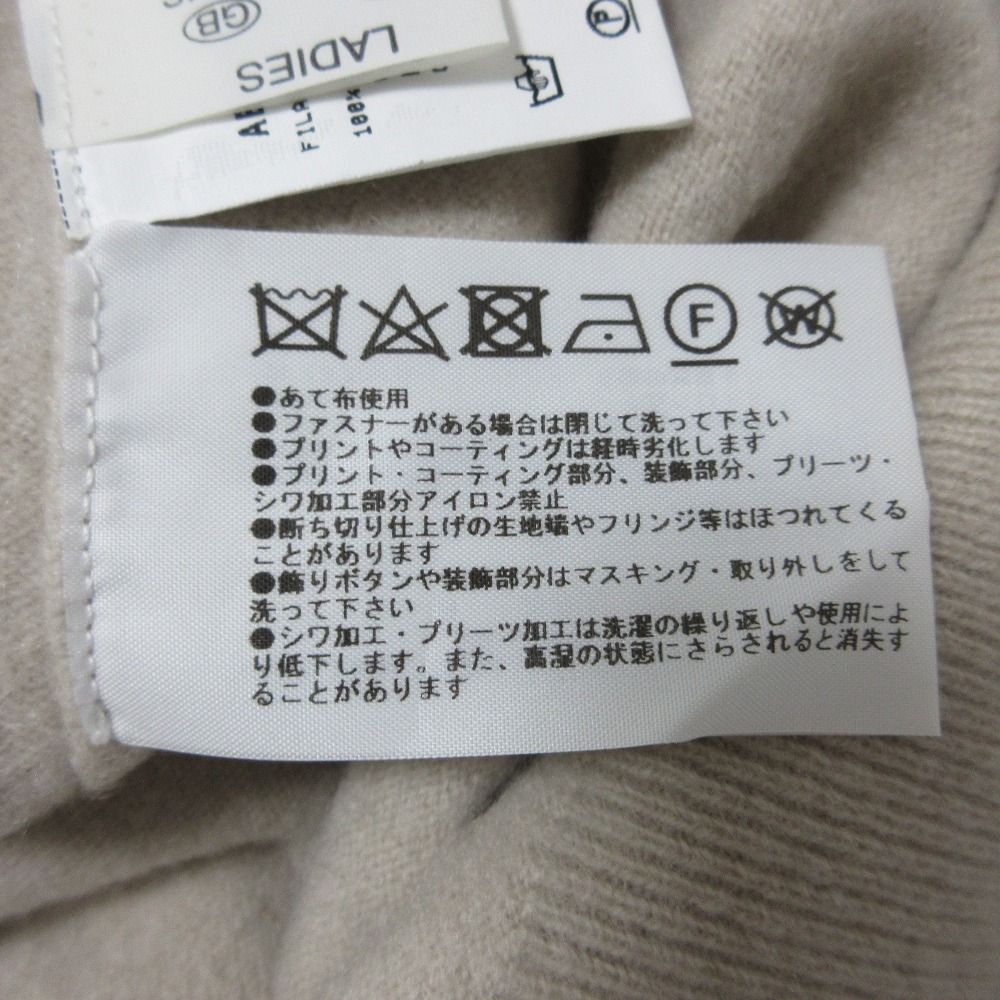 GB
LADIES
100%
P
F
W
●あて布使用
●ファスナーがある場合は閉じて洗って下さい
●プリントやコーティングは経時劣化します
●プリント・コーティング部分、装飾部分、プリーツ・
シワ加工部分アイロン禁止
●断ち切り仕上げの生地端やフリンジ等はほつれてくる
ことがあります
●飾りボタンや装飾部分はマスキング・取り外しをして
洗って下さい
●シワ加工・プリーツ加工は洗濯の繰り返しや使用によ
り低下します。また、高湿の状態にさらされると消失す
ることがあります